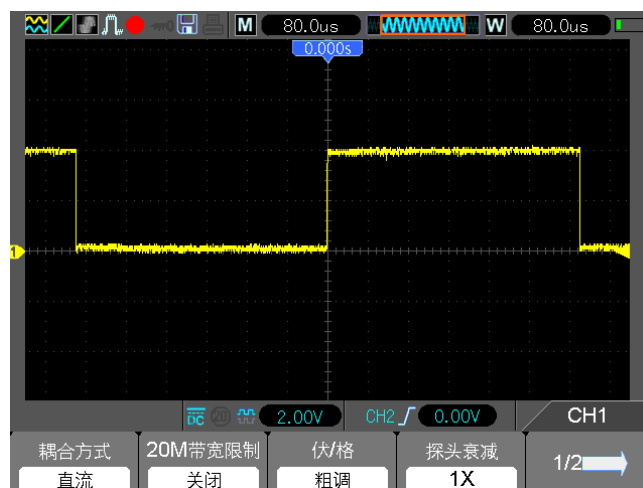 M 80.0us W 80.0us
0.000s
1
DC 20 2.00V CH2 0.00V CH1
耦合方式 20M带宽限制 伏/格 探头衰减 1/2
直流 关闭 粗调 1X